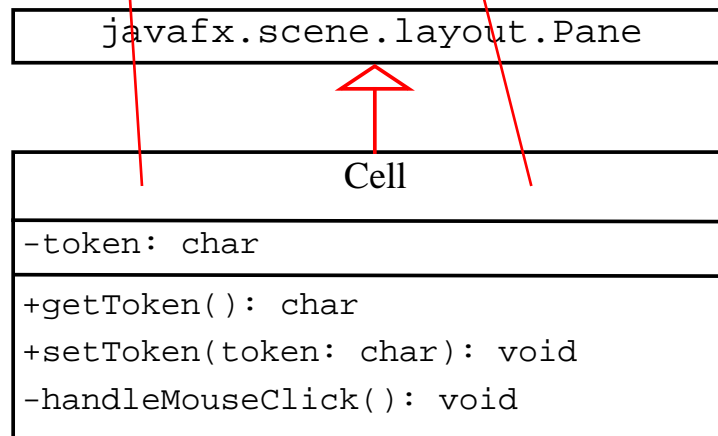 javafx.scene.layout.Pane
Cell
-token: char
+getToken(): char
+setToken(token: char): void
-handleMouseClick(): void